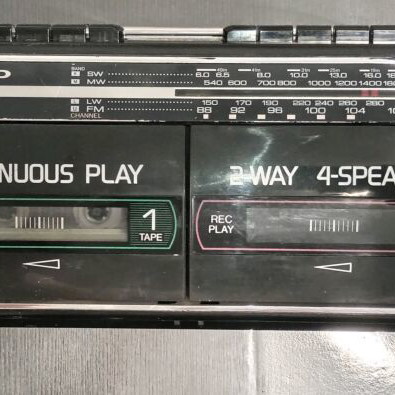 BAND
SW 6.0 6.5 8.0 10.0 13.0 16.0
MW 540 600 700 800 1000 1200 1400
LW 150 170 190 220 240 260 280
FM 88 92 96 100 104
CHANNEL
NUOUS PLAY
2-WAY 4-SPEA
1
TAPE
REC
PLAY